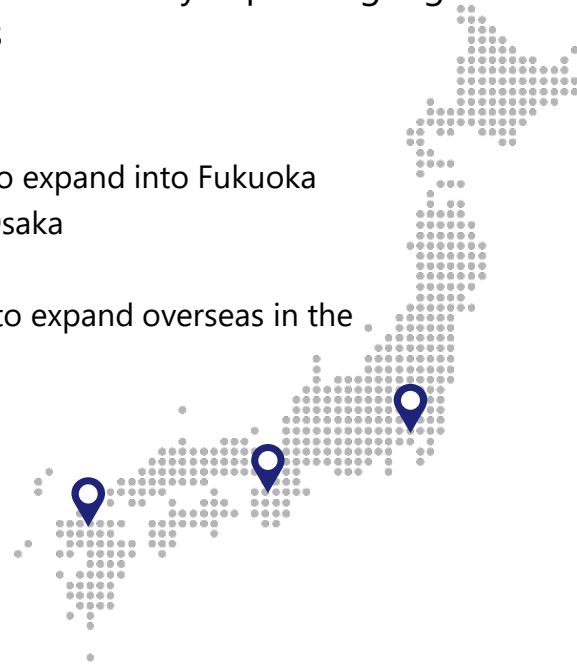 s
o expand into Fukuoka
saka
to expand overseas in the